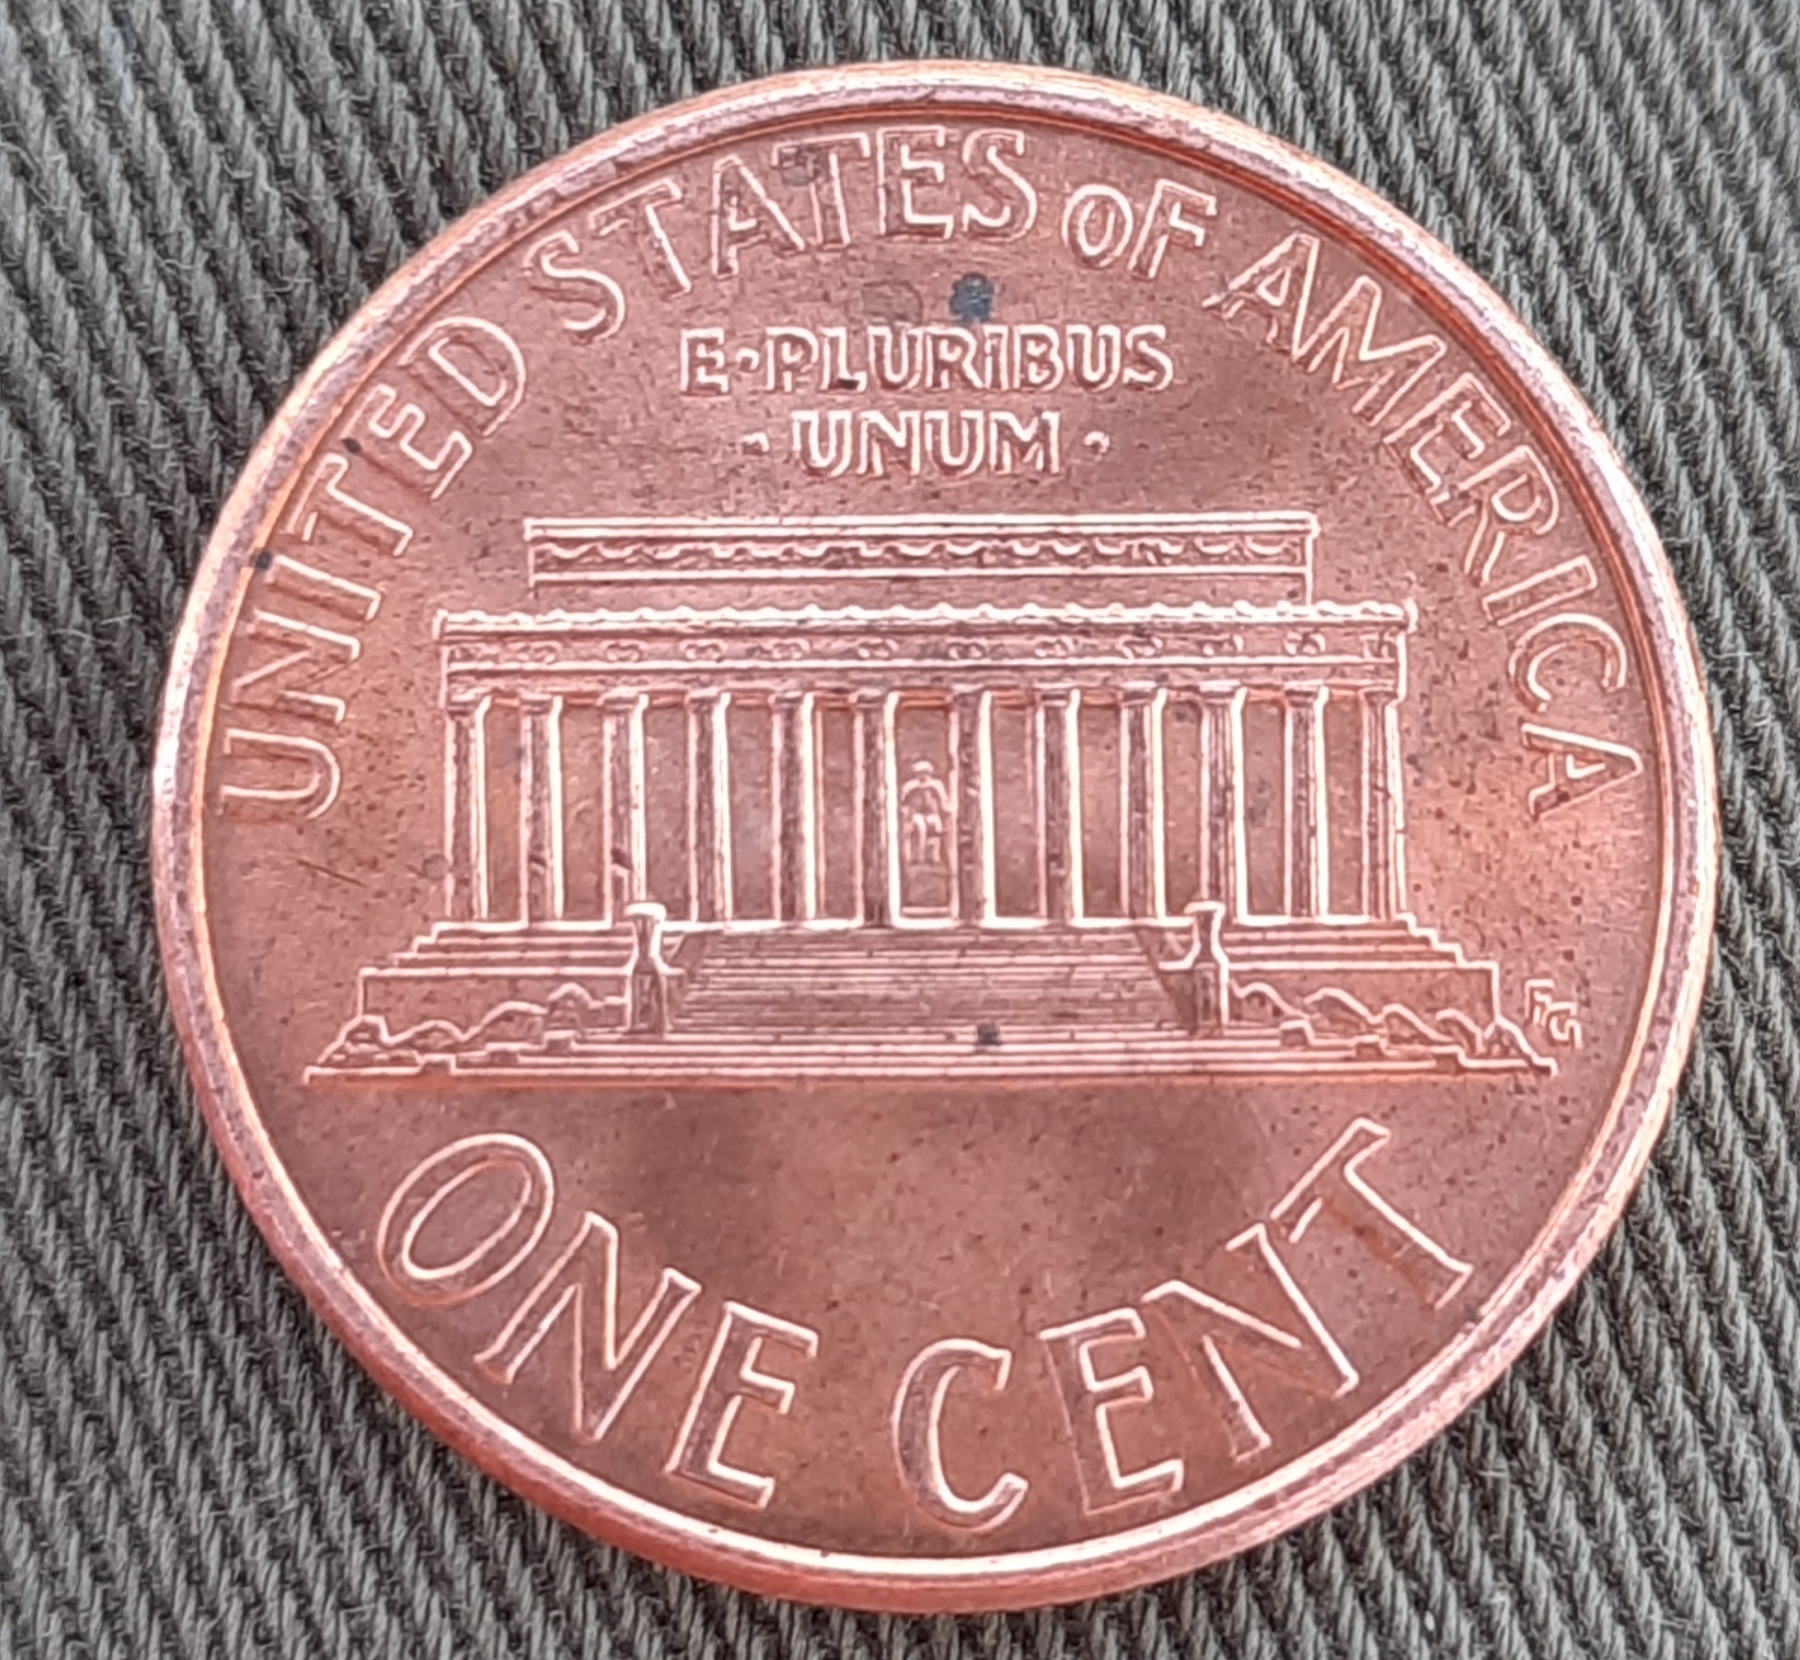 UNITED STATES OF AMERICA
E·PLURIBUS
·UNUM·
FG
ONE CENT